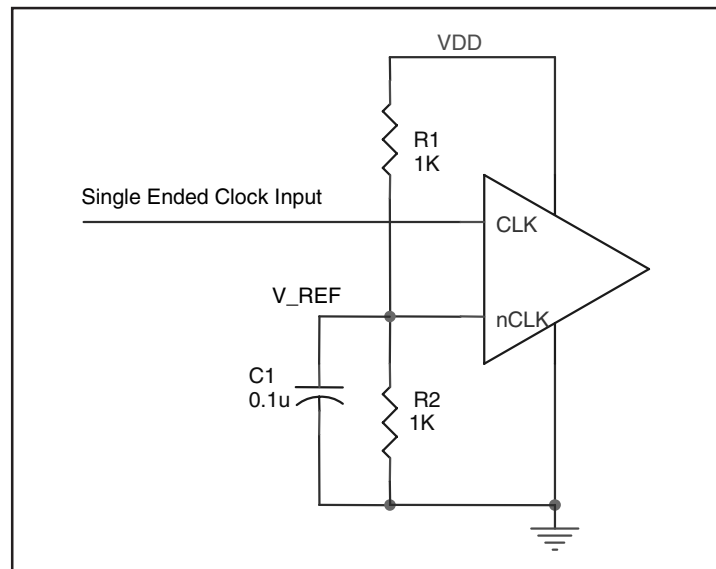 VDD
R1
1K
Single Ended Clock Input
CLK
V_REF
nCLK
C1
0.1u
R2
1K